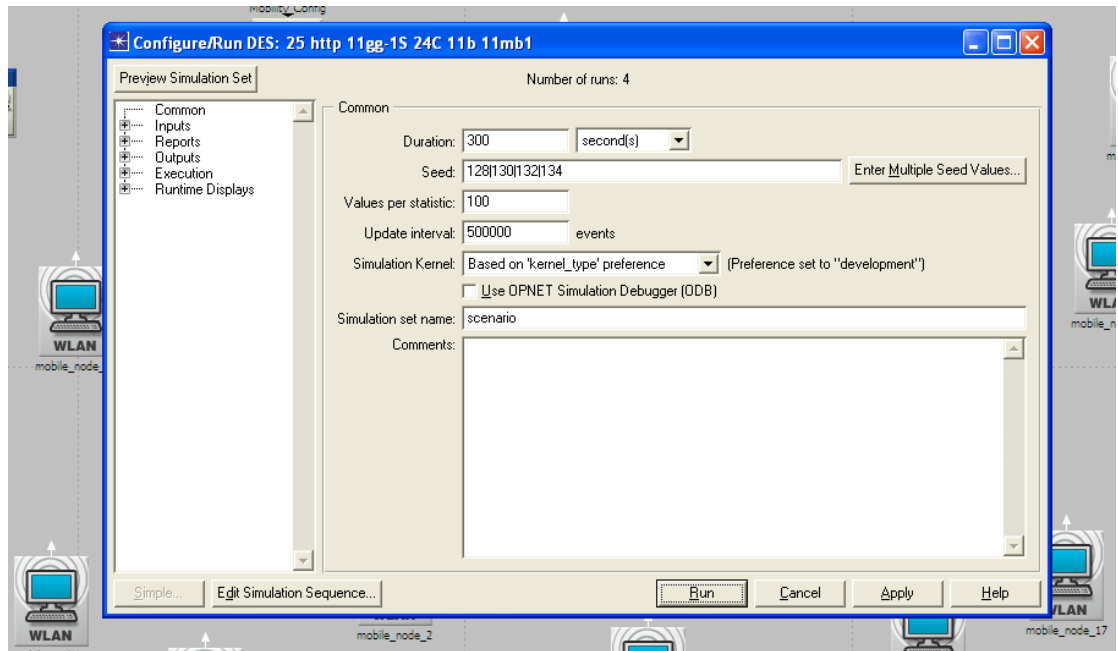 Mobility_Config
Configure/Run DES: 25 http 11gg-1S 24C 11b 11mb1
Preview Simulation Set
Number of runs: 4
Common
Inputs
Reports
Outputs
Execution
Runtime Displays
Common
Duration: 300 second(s)
Seed: 128|130|132|134 Enter Multiple Seed Values...
Values per statistic: 100
Update interval: 500000 events
Simulation Kernel: Based on 'kernel_type' preference (Preference set to "development")
Use OPNET Simulation Debugger (ODB)
Simulation set name: scenario
Comments:
WLAN
mobile_node_
WLA
mobile_n
Simple...
Edit Simulation Sequence...
Run
Cancel
Apply
Help
WLAN
mobile_node_2
VLAN
mobile_node_17